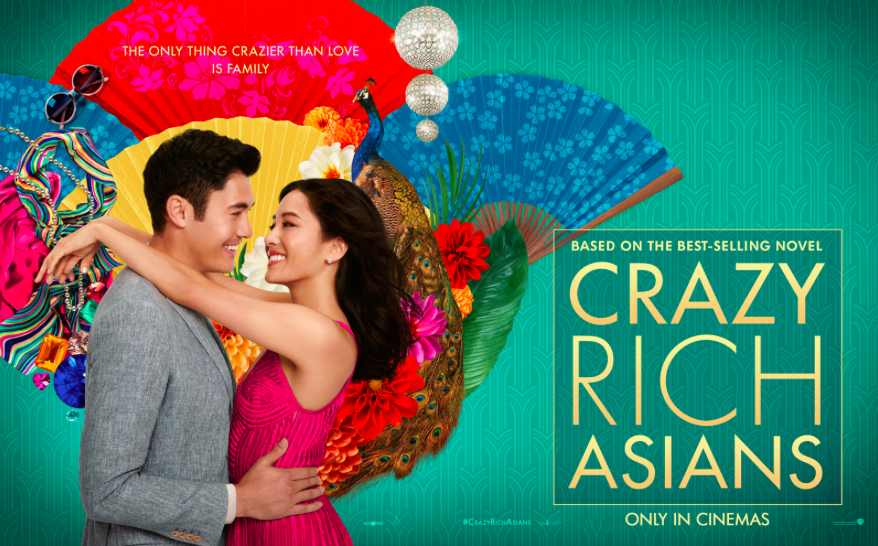 THE ONLY THING CRAZIER THAN LOVE
IS FAMILY
BASED ON THE BEST-SELLING NOVEL
CRAZY
RICH
ASIANS
ONLY IN CINEMAS
#CRAZYRICHASIANS